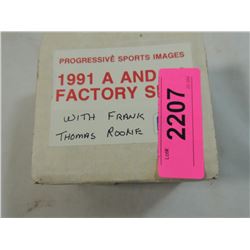 PROGRESSIVE SPORTS IMAGES
1991 A AND
FACTORY S
WITH FRANK
THOMAS ROOKIE
LOT#
2207